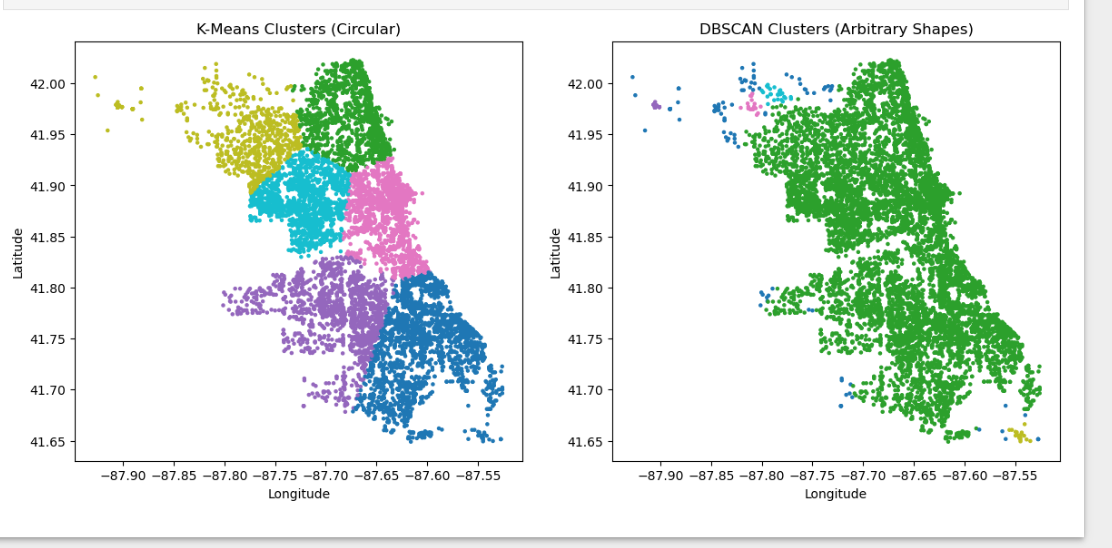 K-Means Clusters (Circular)
42.00
41.95
41.90
41.85
41.80
41.75
41.70
41.65
Latitude
−87.90 −87.85 −87.80 −87.75 −87.70 −87.65 −87.60 −87.55
Longitude
DBSCAN Clusters (Arbitrary Shapes)
42.00
41.95
41.90
41.85
41.80
41.75
41.70
41.65
Latitude
−87.90 −87.85 −87.80 −87.75 −87.70 −87.65 −87.60 −87.55
Longitude